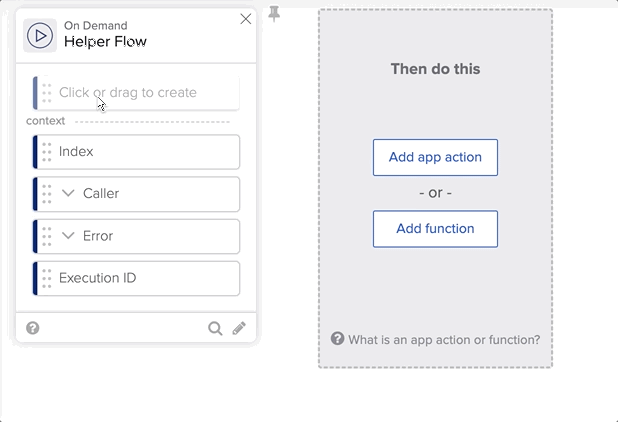 On Demand
Helper Flow
Click or drag to create
context
Index
Caller
Error
Execution ID
Then do this
Add app action
- or -
Add function
What is an app action or function?